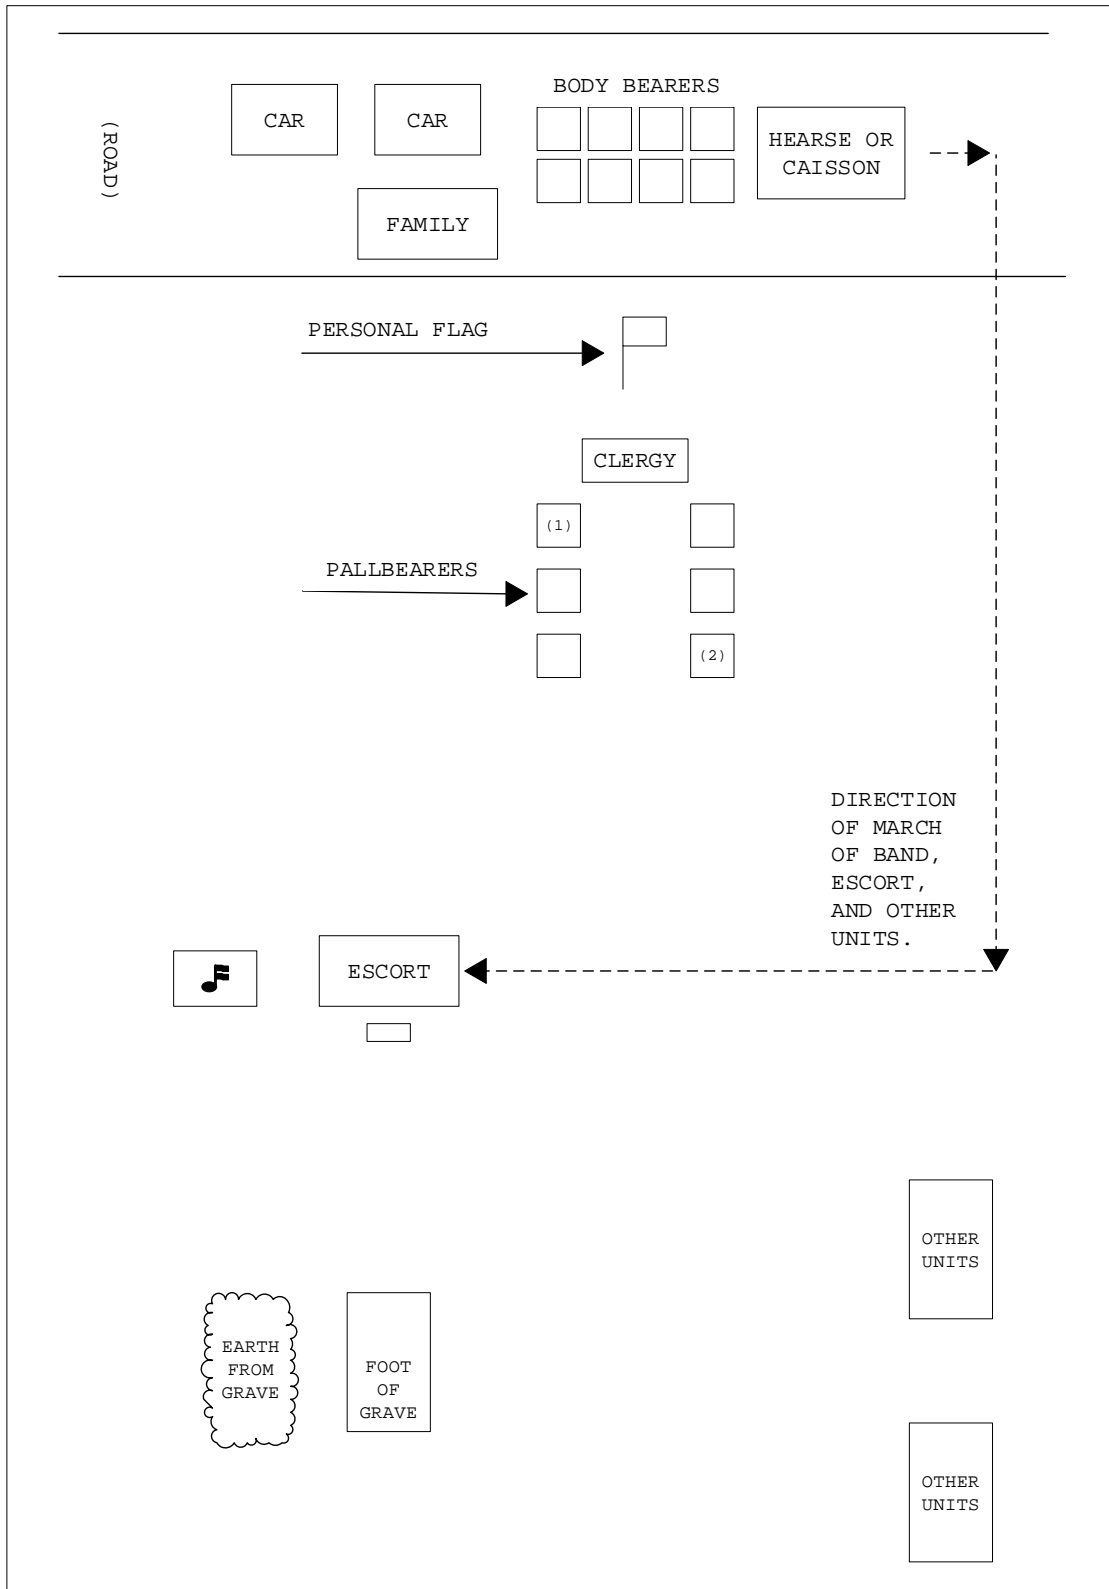 BODY BEARERS
CAR
CAR
HEARSE OR
CAISSON
(ROAD)
FAMILY
PERSONAL FLAG
CLERGY
(1)
PALLBEARERS
(2)
DIRECTION
OF MARCH
OF BAND,
ESCORT,
AND OTHER
UNITS.
ESCORT
OTHER
UNITS
EARTH
FROM
GRAVE
FOOT
OF
GRAVE
OTHER
UNITS